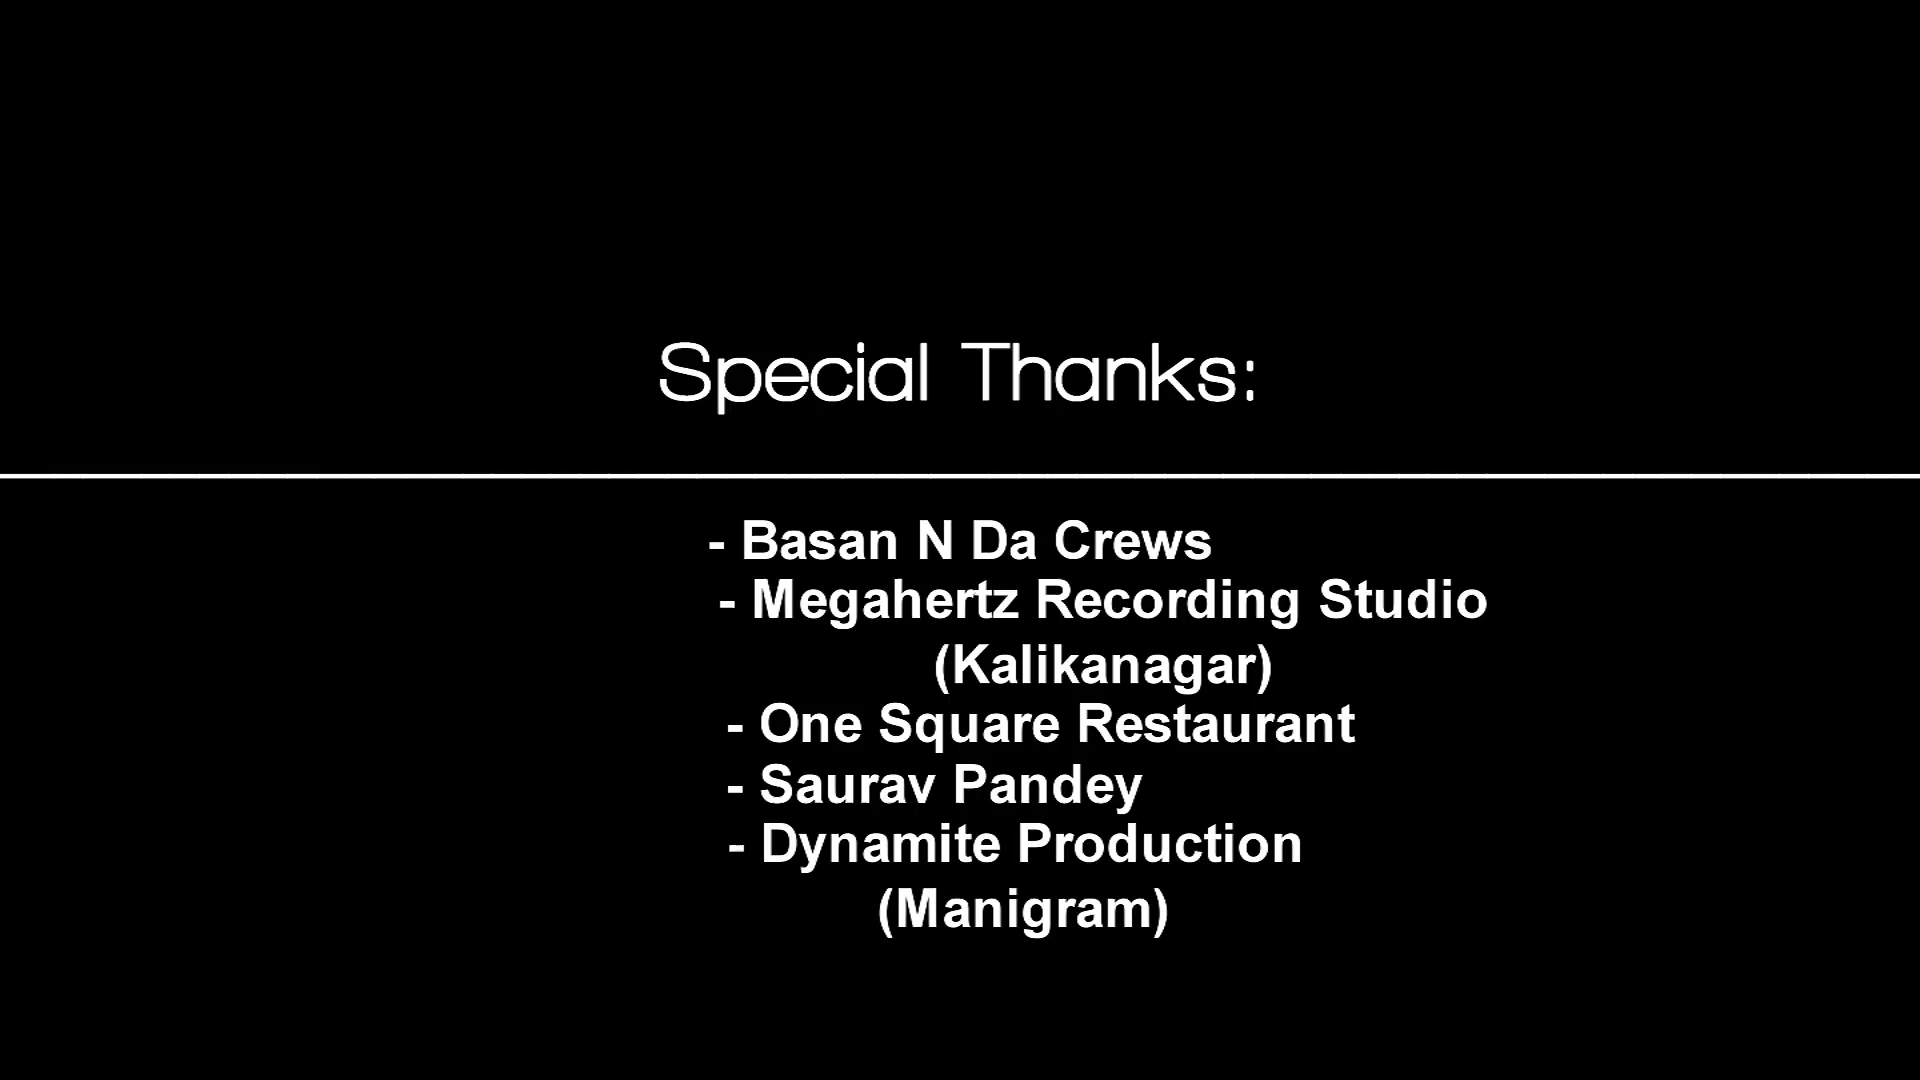 Special Thanks:
- Basan N Da Crews
- Megahertz Recording Studio
(Kalikanagar)
- One Square Restaurant
- Saurav Pandey
- Dynamite Production
(Manigram)